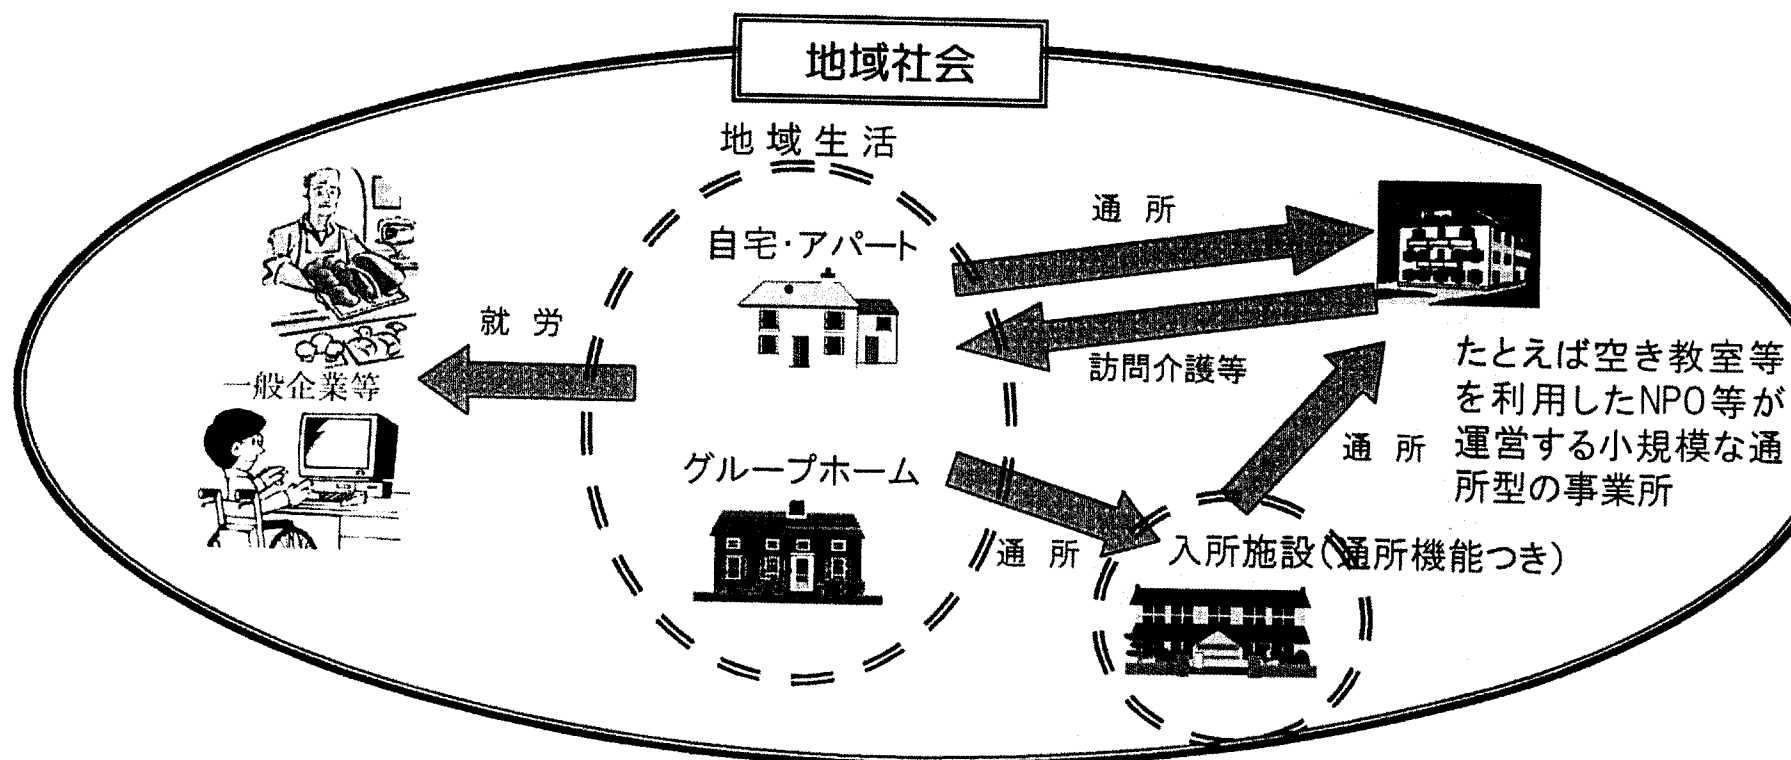 地域社会
地域生活
自宅・アパート
通所
就労
一般企業等
訪問介護等
たとえば空き教室等
を利用したNPO等が
運営する小規模な通
所型の事業所
通所
グループホーム
通所
入所施設(通所機能つき)